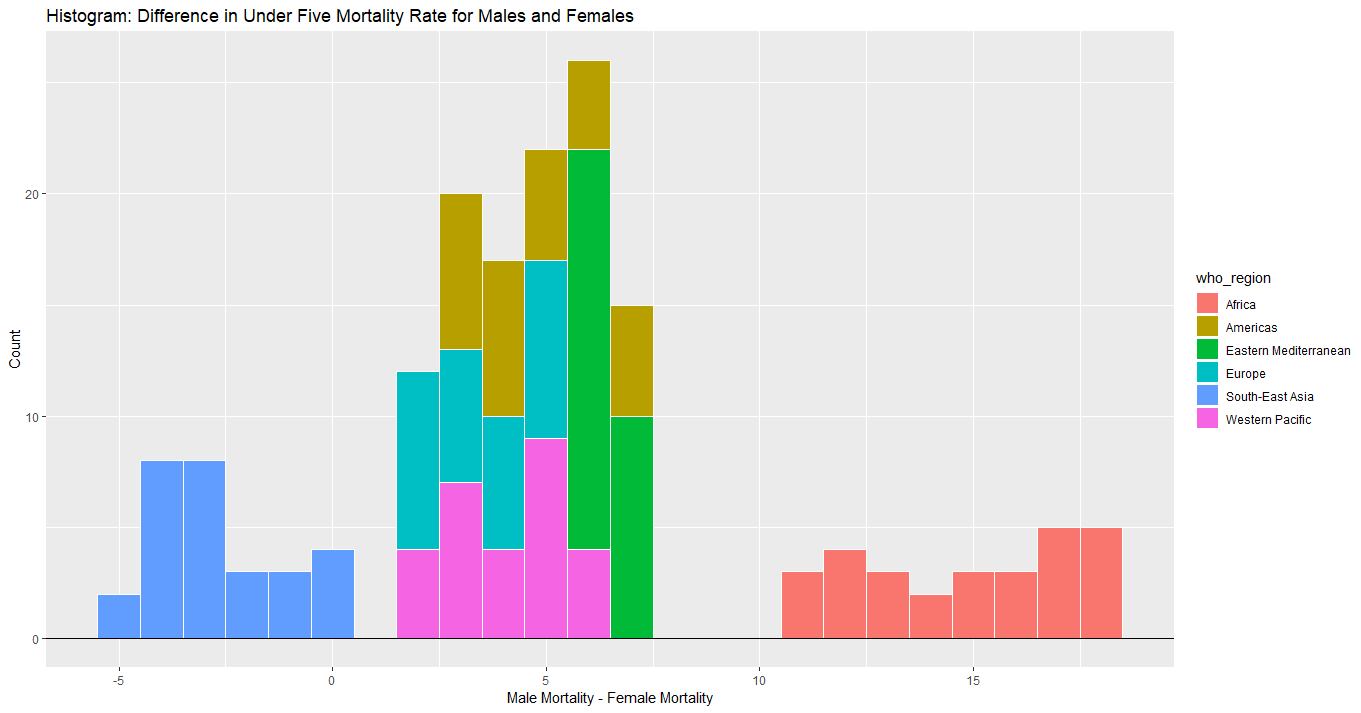 Histogram: Difference in Under Five Mortality Rate for Males and Females
Count
20
10
0
-5
0
5
10
15
Male Mortality - Female Mortality
who_region
Africa
Americas
Eastern Mediterranean
Europe
South-East Asia
Western Pacific